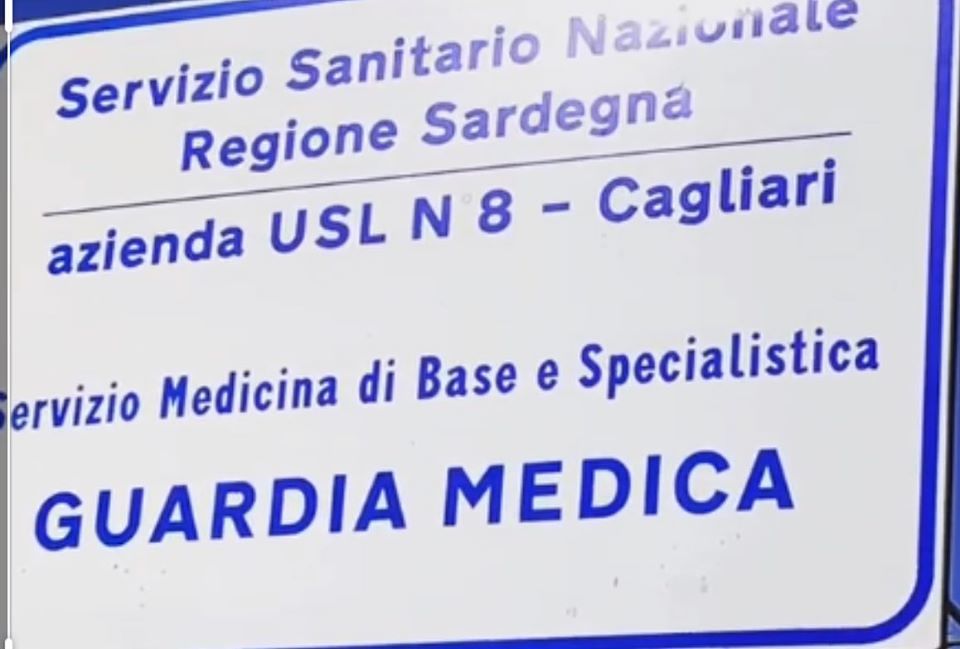 Servizio Sanitario Nazionale
Regione Sardegna
azienda USL N°8 - Cagliari
Servizio Medicina di Base e Specialistica
GUARDIA MEDICA